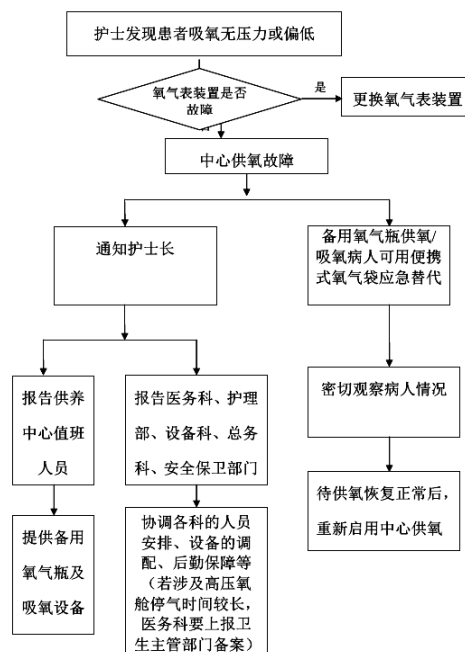 护士发现患者吸氧无压力或偏低
氧气表装置是否
故障
是
更换氧气表装置
中心供氧故障
通知护士长
备用氧气瓶供氧/
吸氧病人可用便携
式氧气袋应急替代
报告供养
中心值班
人员
报告医务科、护理
部、设备科、总务
科、安全保卫部门
密切观察病人情况
提供备用
氧气瓶及
吸氧设备
协调各科的人员
安排、设备的调
配、后勤保障等
（若涉及高压氧
舱停气时间较长，
医务科要上报卫
生主管部门备案）
待供氧恢复正常后，
重新启用中心供氧